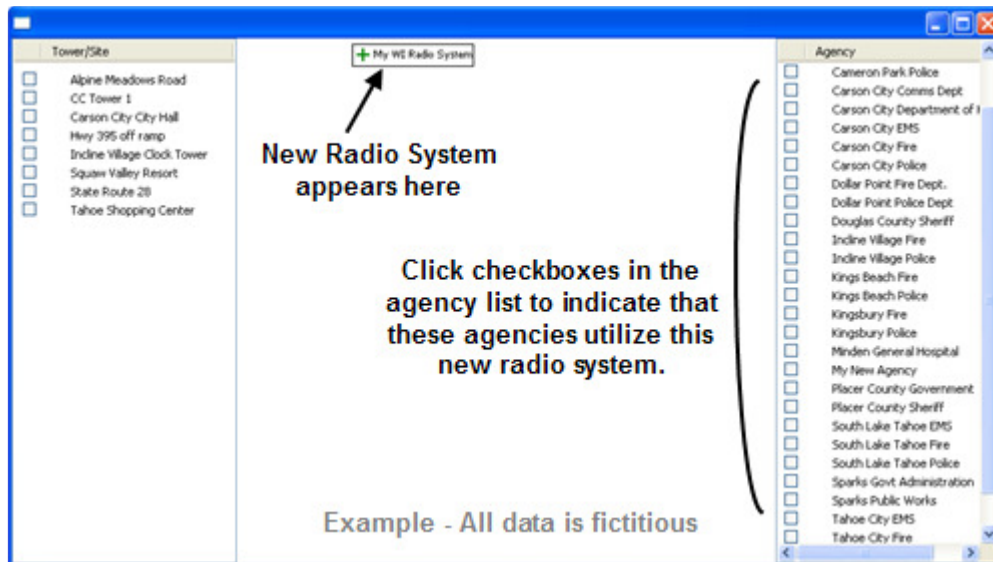 Tower/Site
Alpine Meadows Road
CC Tower 1
Carson City City Hall
Hwy 395 off ramp
Incline Village Clock Tower
Squaw Valley Resort
State Route 28
Tahoe Shopping Center
My WI Radio System
New Radio System
appears here
Click checkboxes in the
agency list to indicate that
these agencies utilize this
new radio system.
Example - All data is fictitious
Agency
Cameron Park Police
Carson City Comms Dept
Carson City Department of
Carson City EMS
Carson City Fire
Carson City Police
Dollar Point Fire Dept.
Dollar Point Police Dept
Douglas County Sheriff
Incline Village Fire
Incline Village Police
Kings Beach Fire
Kings Beach Police
Kingsbury Fire
Kingsbury Police
Minden General Hospital
My New Agency
Placer County Government
Placer County Sheriff
South Lake Tahoe EMS
South Lake Tahoe Fire
South Lake Tahoe Police
Sparks Govt Administration
Sparks Public Works
Tahoe City EMS
Tahoe City Fire